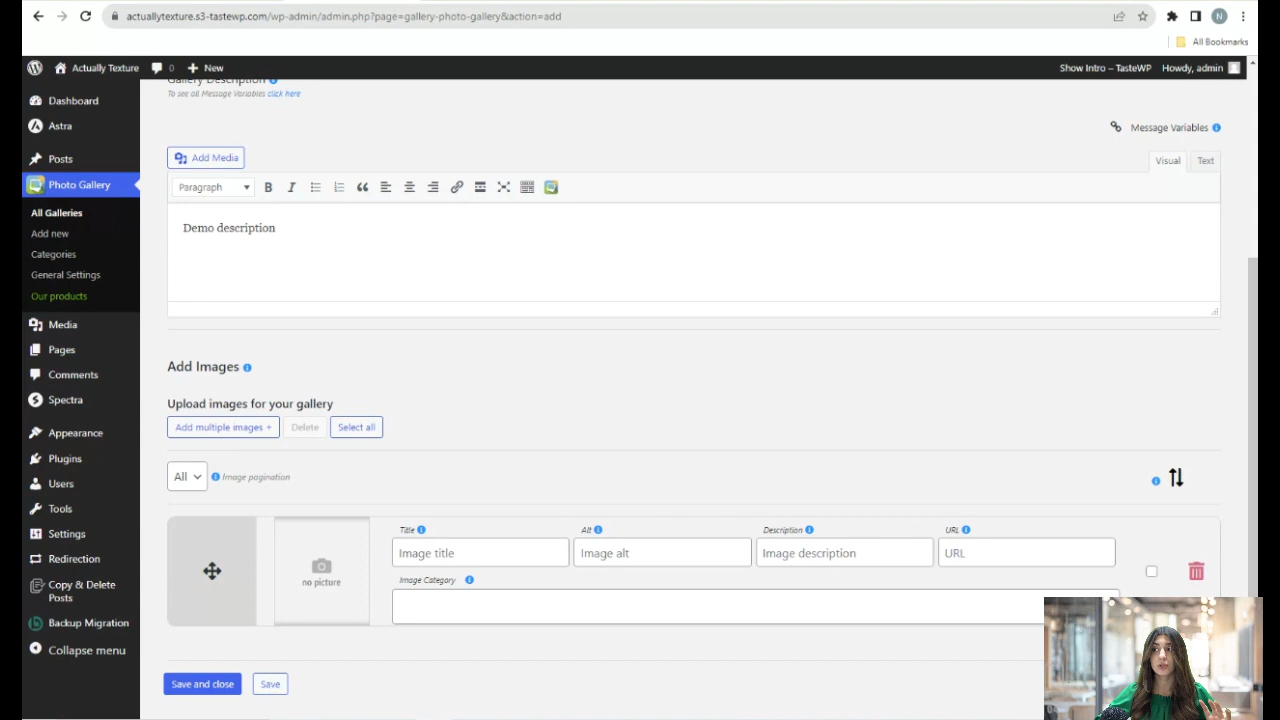 actuallytexture.s3-tastewp.com/wp-admin/admin.php?page=gallery-photo-gallery&action=add
N
All Bookmarks
Actually Texture 0 New Show Intro – TasteWP Howdy, admin
Dashboard
Astra
Posts
Photo Gallery
All Galleries
Add new
Categories
General Settings
Our products
Media
Pages
Comments
Spectra
Appearance
Plugins
Users
Tools
Settings
Redirection
Copy & Delete
Posts
Backup Migration
Collapse menu
Gallery Description
To see all Message Variables click here
Message Variables
Add Media
Visual Text
Paragraph
Demo description
Add Images
Upload images for your gallery
Add multiple images + Delete Select all
All Image pagination
no picture
Title Alt Description URL
Image title Image alt Image description URL
Image Category
Save and close Save